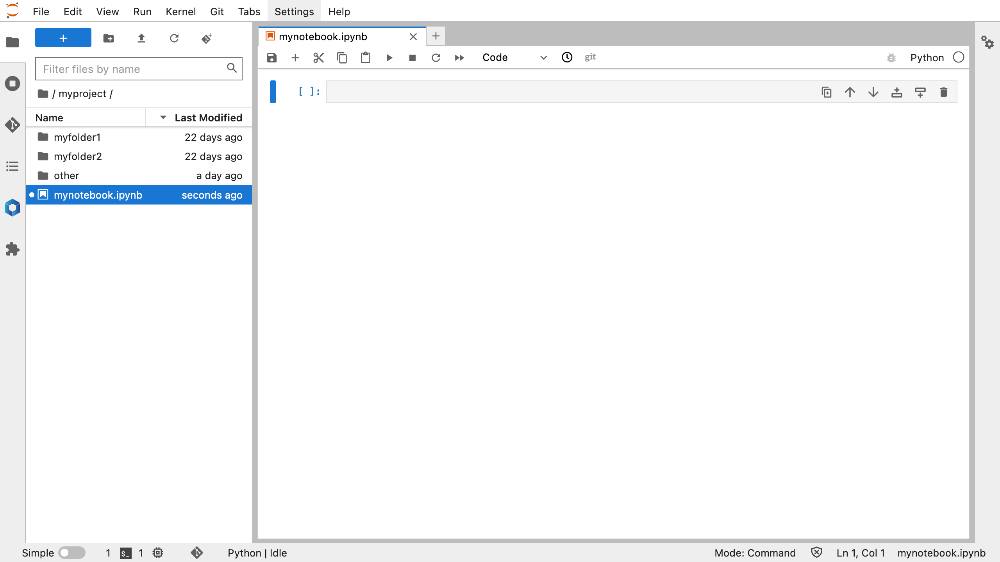 File Edit View Run Kernel Git Tabs Settings Help
mynotebook.ipynb
Filter files by name
Code git Python
/ myproject /
[ ]:
Name Last Modified
myfolder1 22 days ago
myfolder2 22 days ago
other a day ago
mynotebook.ipynb seconds ago
Simple 1 $_ 1 Python | Idle Mode: Command Ln 1, Col 1 mynotebook.ipynb